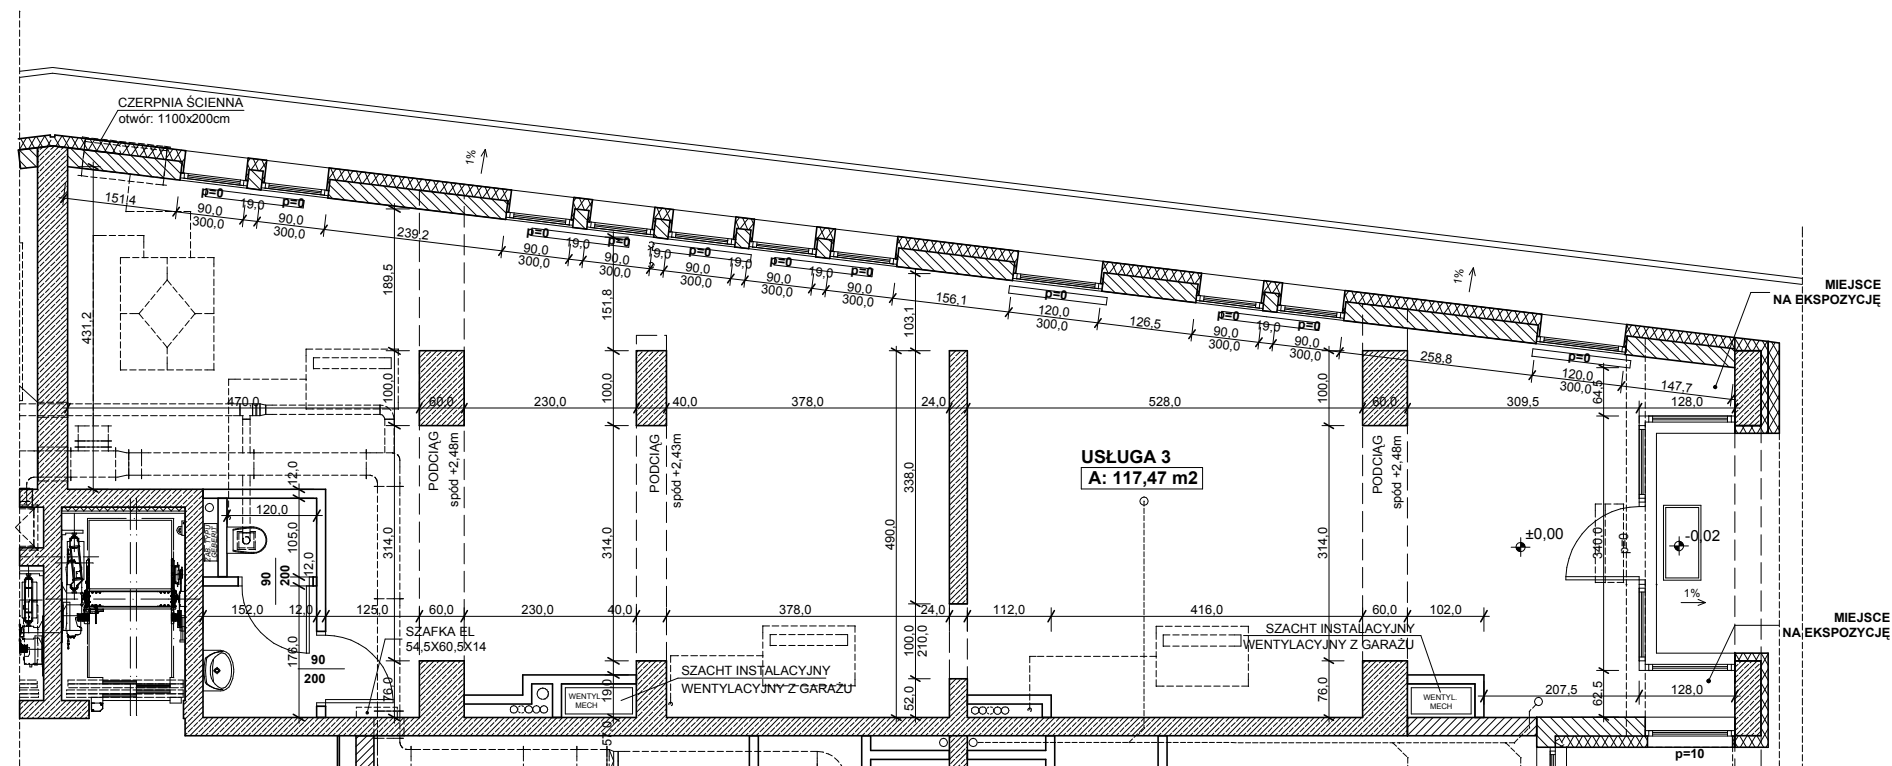 CZERPNIA ŚCIENNA
otwór: 1100x200cm
1%
1%
MIEJSCE
NA EKSPOZYCJĘ
151,4
p=0
p=0
90,0
19,0
90,0
300,0
300,0
239,2
p=0
p=0
p=0
p=0
p=0
90,0
19,0
90,0
19,0
90,0
19,0
90,0
19,0
90,0
300,0
300,0
300,0
300,0
300,0
156,1
p=0
120,0
300,0
126,5
p=0
p=0
90,0
19,0
90,0
300,0
300,0
258,8
p=0
120,0
300,0
147,7
431,2
189,5
151,8
103,1
64,5
100,0
100,0
100,0
470,0
60,0
230,0
40,0
378,0
24,0
528,0
60,0
309,5
128,0
PODCIĄG
spód +2,48m
PODCIĄG
spód +2,43m
PODCIĄG
spód +2,48m
USŁUGA 3
A: 117,47 m2
338,0
490,0
314,0
314,0
314,0
340,0
p=0
±0,00
-0,02
1%
12,0
120,0
105,0
12,0
90
200
152,0
12,0
125,0
60,0
230,0
40,0
378,0
24,0
112,0
416,0
60,0
102,0
176,0
90
200
SZAFKA EL
54,5X60,5X14
SZACHT INSTALACYJNY
WENTYLACYJNY Z GARAŻU
SZACHT INSTALACYJNY
WENTYLACYJNY Z GARAŻU
MIEJSCE
NA EKSPOZYCJĘ
100,0
210,0
76,0
19,0
57,0
52,0
76,0
62,5
WENTYL.
MECH
WENTYL.
MECH
207,5
128,0
p=10